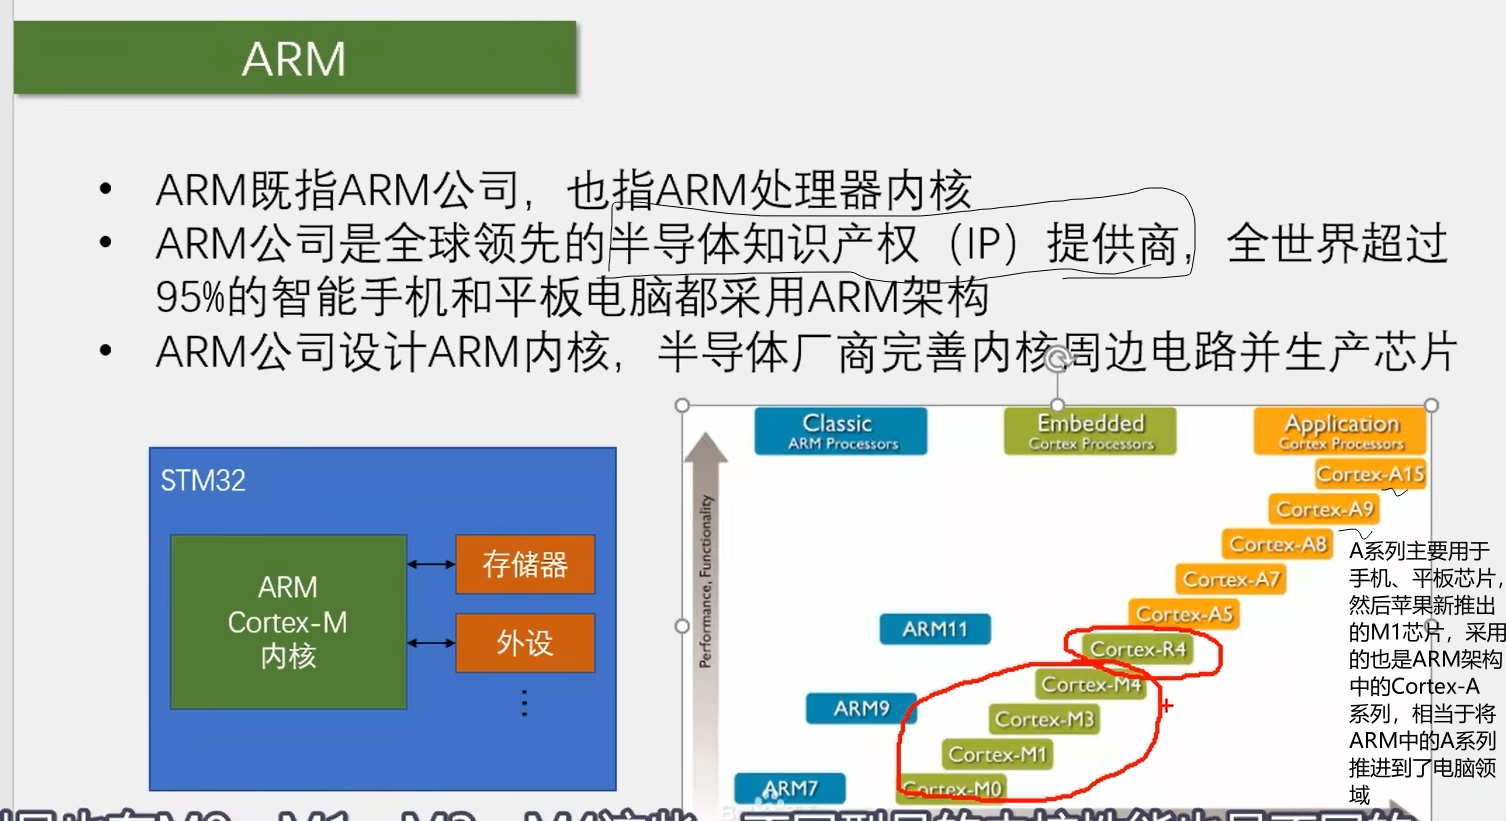 ARM
• ARM既指ARM公司，也指ARM处理器内核
• ARM公司是全球领先的半导体知识产权（IP）提供商，全世界超过
95%的智能手机和平板电脑都采用ARM架构
• ARM公司设计ARM内核，半导体厂商完善内核周边电路并生产芯片
STM32
ARM
Cortex-M
内核
存储器
外设
Classic
ARM Processors
Embedded
Cortex Processors
Application
Cortex Processors
Performance, Functionality
Cortex-A15
Cortex-A9
Cortex-A8
Cortex-A7
Cortex-A5
ARM11
Cortex-R4
Cortex-M4
ARM9
Cortex-M3
Cortex-M1
ARM7
Cortex-M0
A系列主要用于
手机、平板芯片，
然后苹果新推出
的M1芯片，采用
的也是ARM架构
中的Cortex-A
系列，相当于将
ARM中的A系列
推进到了电脑领
域